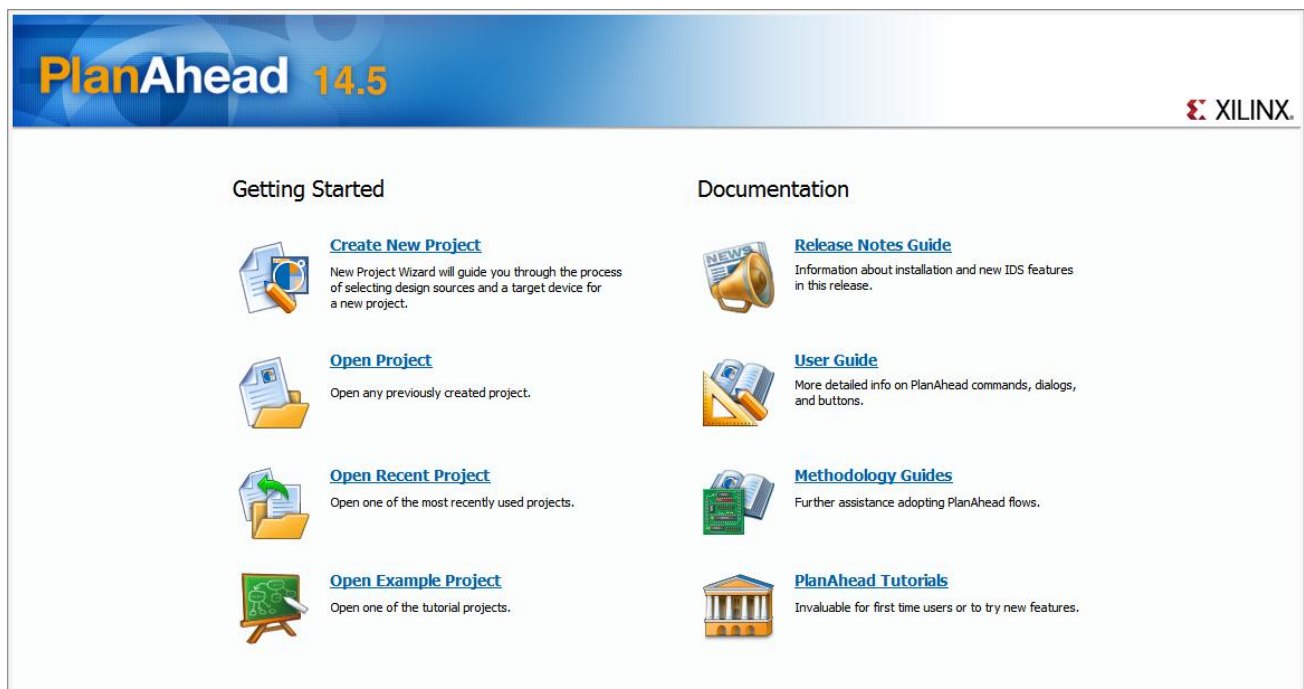 PlanAhead 14.5
XILINX.
Getting Started
Create New Project
New Project Wizard will guide you through the process
of selecting design sources and a target device for
a new project.
Open Project
Open any previously created project.
Open Recent Project
Open one of the most recently used projects.
Open Example Project
Open one of the tutorial projects.
Documentation
NEWS
Release Notes Guide
Information about installation and new IDS features
in this release.
User Guide
More detailed info on PlanAhead commands, dialogs,
and buttons.
Methodology Guides
Further assistance adopting PlanAhead flows.
PlanAhead Tutorials
Invaluable for first time users or to try new features.